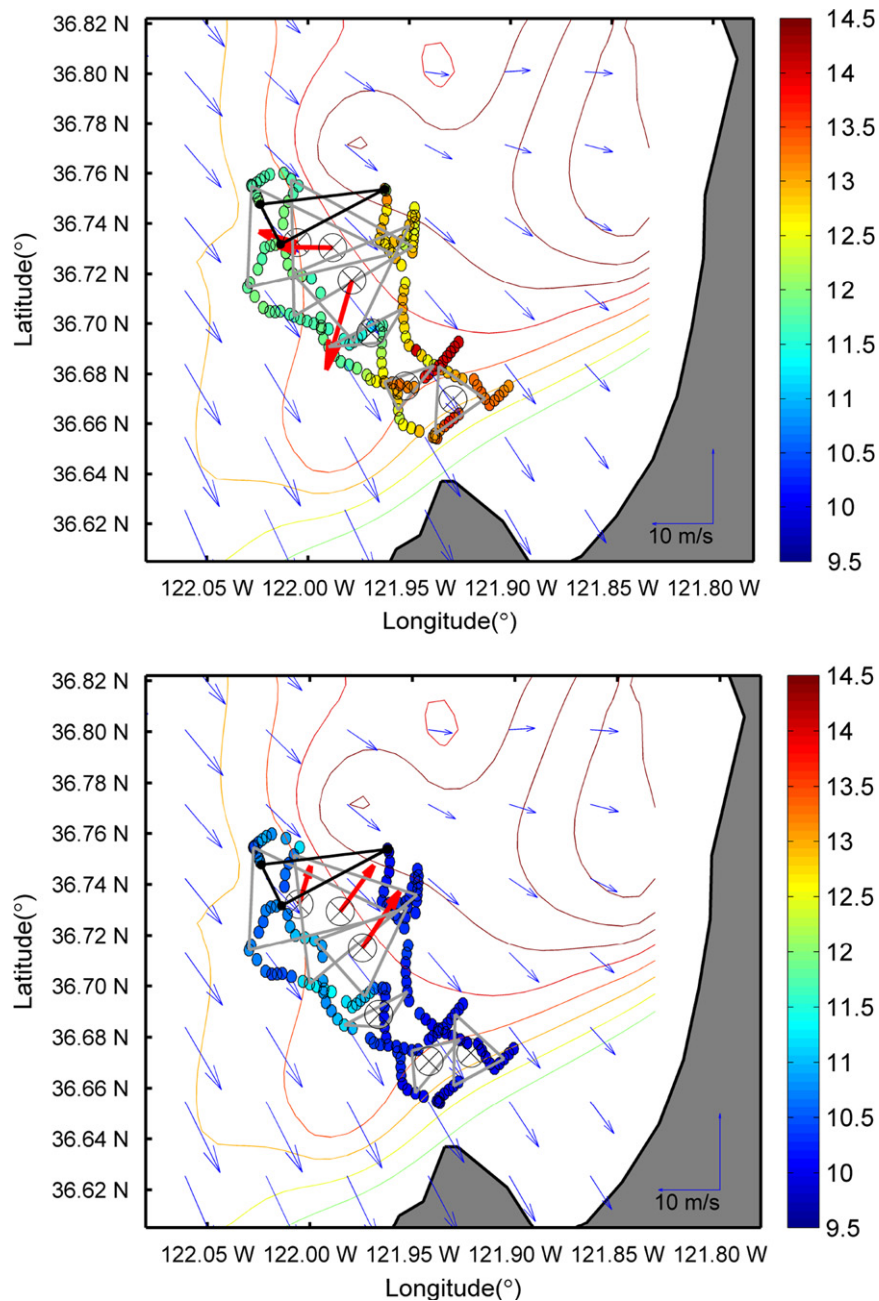 36.82 N
36.80 N
36.78 N
36.76 N
36.74 N
36.72 N
36.70 N
36.68 N
36.66 N
36.64 N
36.62 N
Latitude(°)
10 m/s
122.05 W 122.00 W 121.95 W 121.90 W 121.85 W 121.80 W
Longitude(°)
14.5
14
13.5
13
12.5
12
11.5
11
10.5
10
9.5
36.82 N
36.80 N
36.78 N
36.76 N
36.74 N
36.72 N
36.70 N
36.68 N
36.66 N
36.64 N
36.62 N
Latitude(°)
10 m/s
122.05 W 122.00 W 121.95 W 121.90 W 121.85 W 121.80 W
Longitude(°)
14.5
14
13.5
13
12.5
12
11.5
11
10.5
10
9.5